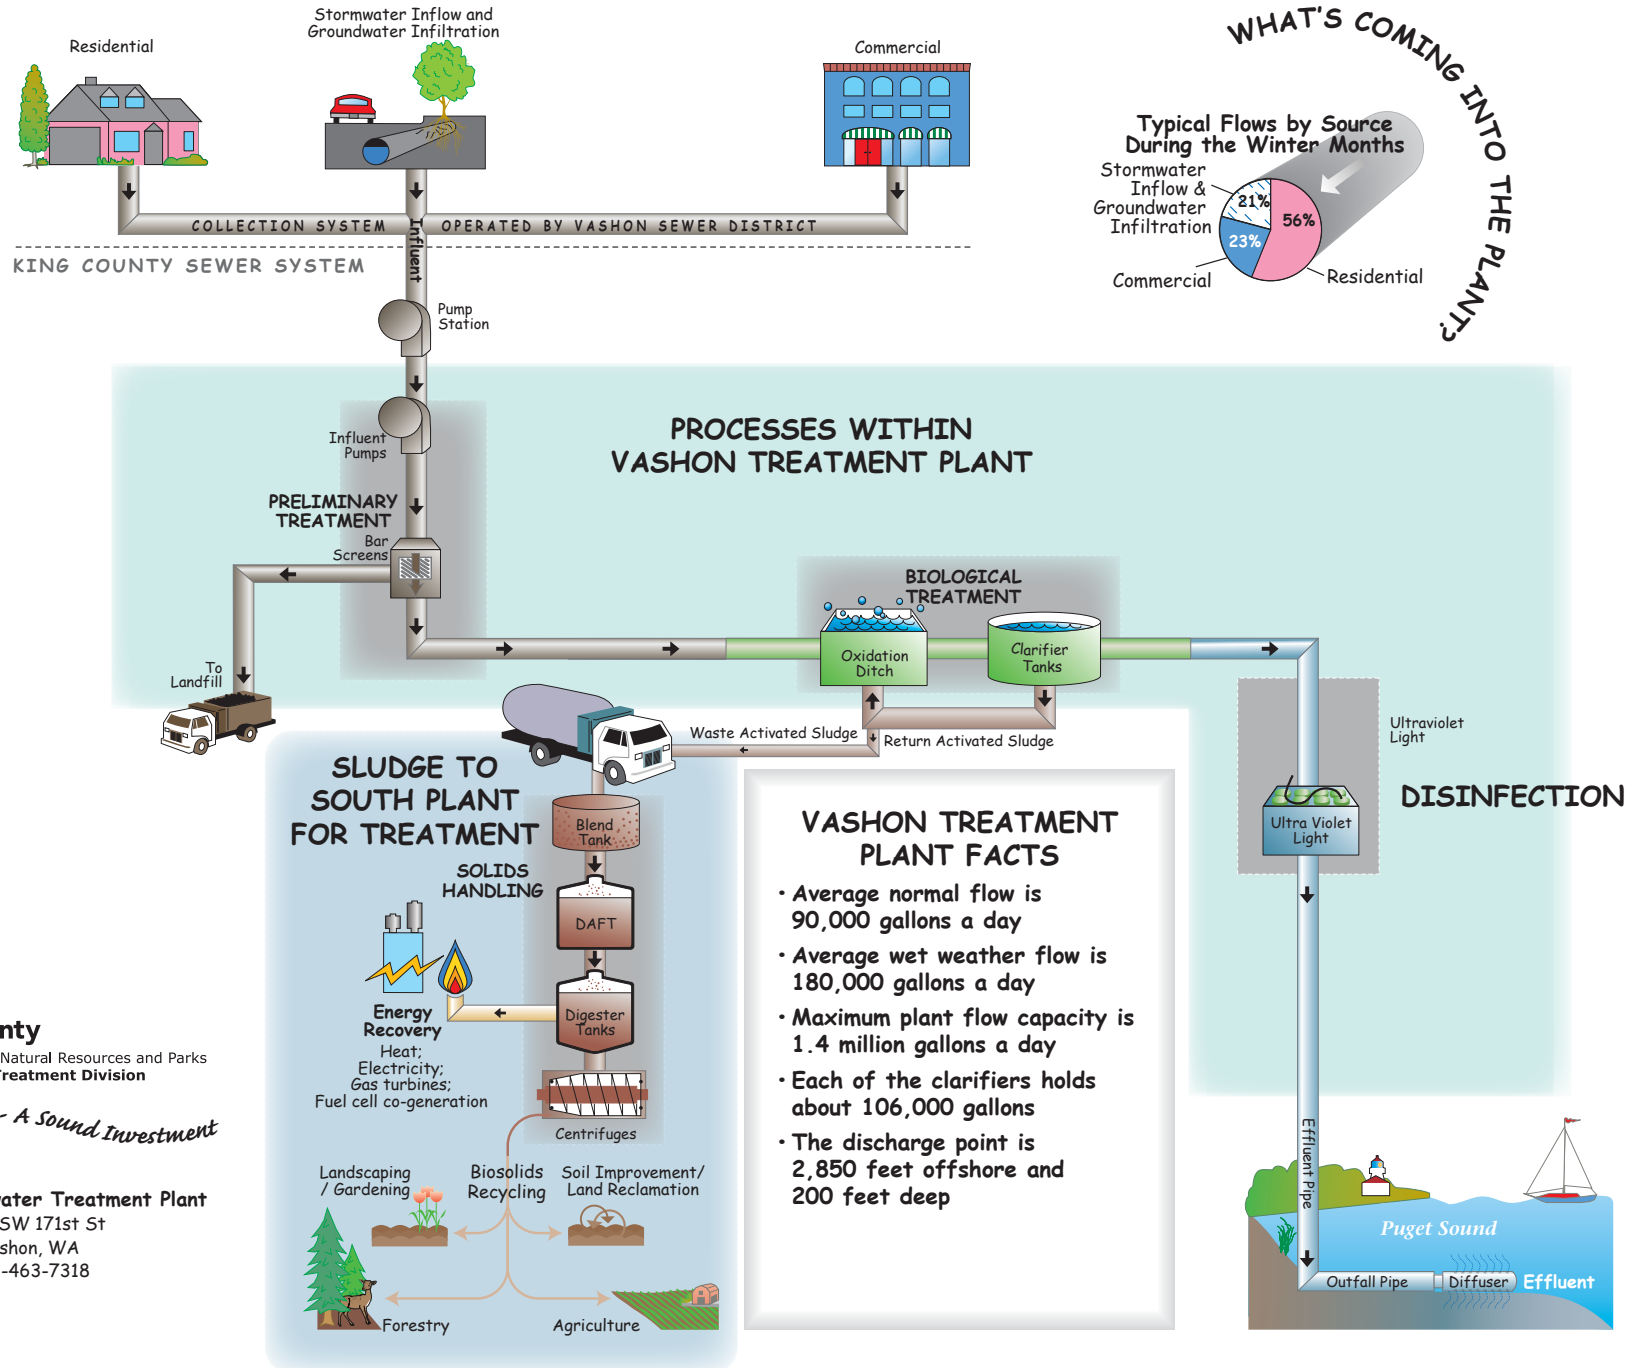 Residential
Stormwater Inflow and
Groundwater Infiltration
Commercial
COLLECTION SYSTEM OPERATED BY VASHON SEWER DISTRICT
Influent
KING COUNTY SEWER SYSTEM
WHAT'S COMING INTO THE PLANT?
Typical Flows by Source
During the Winter Months
Stormwater
Inflow &
Groundwater
Infiltration
21%
56%
23%
Commercial
Residential
Pump
Station
PROCESSES WITHIN
VASHON TREATMENT PLANT
Influent
Pumps
PRELIMINARY
TREATMENT
Bar
Screens
To
Landfill
BIOLOGICAL
TREATMENT
Oxidation
Ditch
Clarifier
Tanks
Waste Activated Sludge
Return Activated Sludge
Ultraviolet
Light
DISINFECTION
Ultra Violet
Light
SLUDGE TO
SOUTH PLANT
FOR TREATMENT
Blend
Tank
SOLIDS
HANDLING
DAFT
Digester
Tanks
Energy
Recovery
Heat;
Electricity;
Gas turbines;
Fuel cell co-generation
Centrifuges
Landscaping
/ Gardening
Biosolids
Recycling
Soil Improvement/
Land Reclamation
Forestry
Agriculture
VASHON TREATMENT
PLANT FACTS
• Average normal flow is
90,000 gallons a day
• Average wet weather flow is
180,000 gallons a day
• Maximum plant flow capacity is
1.4 million gallons a day
• Each of the clarifiers holds
about 106,000 gallons
• The discharge point is
2,850 feet offshore and
200 feet deep
Effluent Pipe
Puget Sound
Outfall Pipe
Diffuser
Effluent
nty
Natural Resources and Parks
reatment Division
- A Sound Investment
ater Treatment Plant
SW 171st St
shon, WA
-463-7318